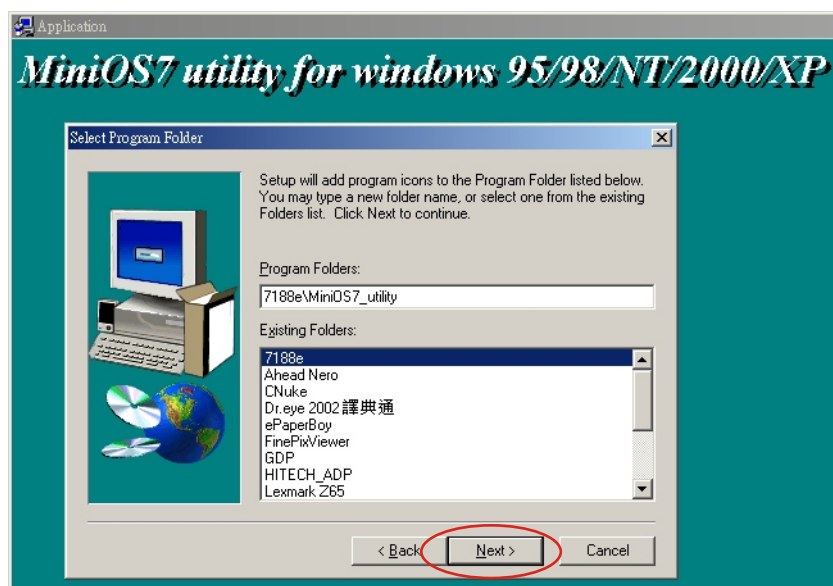 Application
MiniOS7 utility for windows 95/98/NT/2000/XP
Select Program Folder
Setup will add program icons to the Program Folder listed below.
You may type a new folder name, or select one from the existing
Folders list. Click Next to continue.
Program Folders:
7188e\MiniOS7_utility
Existing Folders:
7188e
Ahead Nero
CNuke
Dr.eye 2002 譯典通
ePaperBoy
FinePixViewer
GDP
HITECH_ADP
Lexmark Z65
< Back
Next >
Cancel